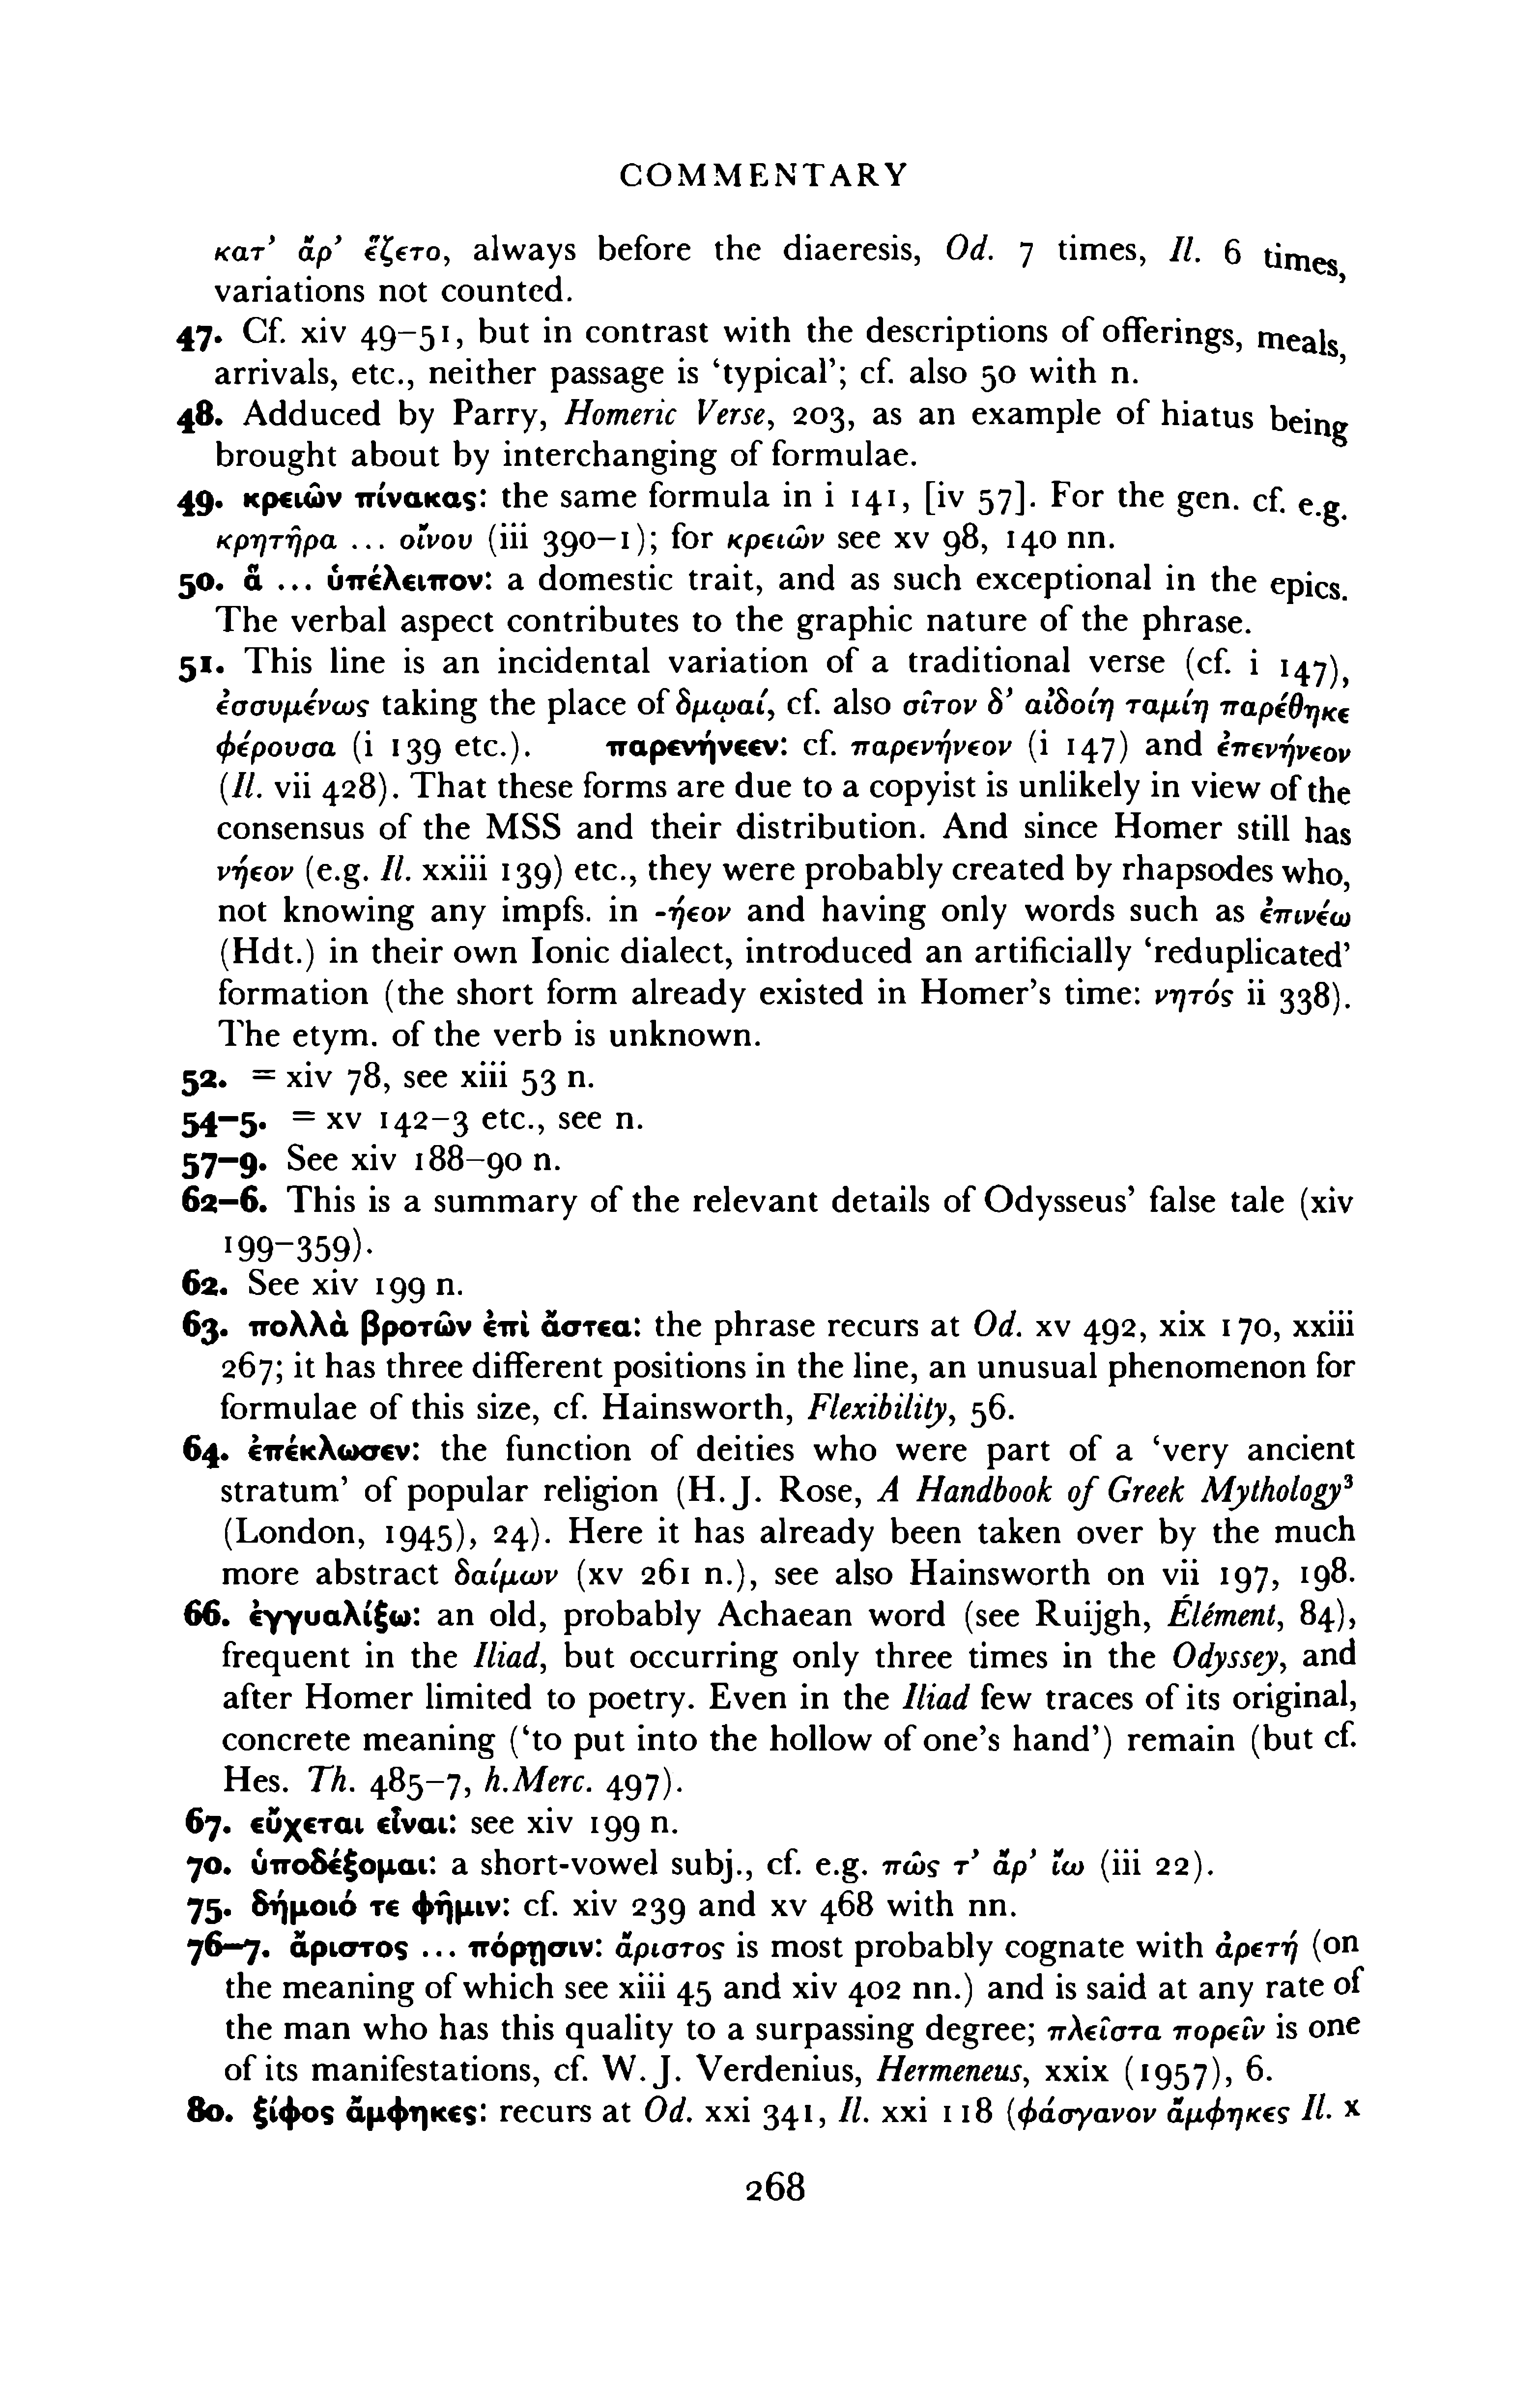 COMMENTARY
κατ’ ἄρ’ ἕζετο, always before the diaeresis, Od. 7 times, Il. 6 times,
variations not counted.
47. Cf. xiv 49–51, but in contrast with the descriptions of offerings, meals,
arrivals, etc., neither passage is ‘typical’; cf. also 50 with n.
48. Adduced by Parry, Homeric Verse, 203, as an example of hiatus being
brought about by interchanging of formulae.
49. κρειῶν πίνακας: the same formula in i 141, [iv 57]. For the gen. cf. e.g.
κρητῆρα ... οἴνου (iii 390–1); for κρειῶν see xv 98, 140 nn.
50. ἅ ... ὑπέλειπον: a domestic trait, and as such exceptional in the epics.
The verbal aspect contributes to the graphic nature of the phrase.
51. This line is an incidental variation of a traditional verse (cf. i 147),
ἐσσυμένως taking the place of δμῳαί, cf. also σῖτον δ’ αἰδοίη ταμίη παρέθηκε
φέρουσα (i 139 etc.). παρενήνεεν: cf. παρενήνεον (i 147) and ἐπενήνεον
(Il. vii 428). That these forms are due to a copyist is unlikely in view of the
consensus of the MSS and their distribution. And since Homer still has
νήεον (e.g. Il. xxiii 139) etc., they were probably created by rhapsodes who,
not knowing any impfs. in -ήεον and having only words such as ἐπινέω
(Hdt.) in their own Ionic dialect, introduced an artificially ‘reduplicated’
formation (the short form already existed in Homer’s time: νητός ii 338).
The etym. of the verb is unknown.
52. = xiv 78, see xiii 53 n.
54–5. = xv 142–3 etc., see n.
57–9. See xiv 188–90 n.
62–6. This is a summary of the relevant details of Odysseus’ false tale (xiv
199–359).
62. See xiv 199 n.
63. πολλὰ βροτῶν ἐπὶ ἄστεα: the phrase recurs at Od. xv 492, xix 170, xxiii
267; it has three different positions in the line, an unusual phenomenon for
formulae of this size, cf. Hainsworth, Flexibility, 56.
64. ἐπέκλωσεν: the function of deities who were part of a ‘very ancient
stratum’ of popular religion (H. J. Rose, A Handbook of Greek Mythology³
(London, 1945), 24). Here it has already been taken over by the much
more abstract δαίμων (xv 261 n.), see also Hainsworth on vii 197, 198.
66. ἐγγυαλίξω: an old, probably Achaean word (see Ruijgh, Élément, 84),
frequent in the Iliad, but occurring only three times in the Odyssey, and
after Homer limited to poetry. Even in the Iliad few traces of its original,
concrete meaning (‘to put into the hollow of one’s hand’) remain (but cf.
Hes. Th. 485–7, h.Merc. 497).
67. εὔχεται εἶναι: see xiv 199 n.
70. ὑποδέξομαι: a short-vowel subj., cf. e.g. πῶς τ’ ἄρ’ ἴω (iii 22).
75. δήμοιό τε φῆμιν: cf. xiv 239 and xv 468 with nn.
76–7. ἄριστος ... πόρῃσιν: ἄριστος is most probably cognate with ἀρετή (on
the meaning of which see xiii 45 and xiv 402 nn.) and is said at any rate of
the man who has this quality to a surpassing degree; πλεῖστα πορεῖν is one
of its manifestations, cf. W. J. Verdenius, Hermeneus, xxix (1957), 6.
80. ξίφος ἄμφηκες: recurs at Od. xxi 341, Il. xxi 118 (φάσγανον ἄμφηκες Il. x
268